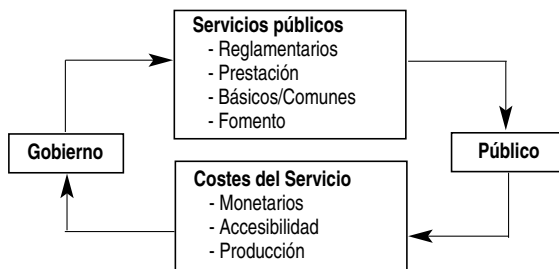 Servicios públicos
- Reglamentarios
- Prestación
- Básicos/Comunes
- Fomento
Gobierno
Público
Costes del Servicio
- Monetarios
- Accesibilidad
- Producción